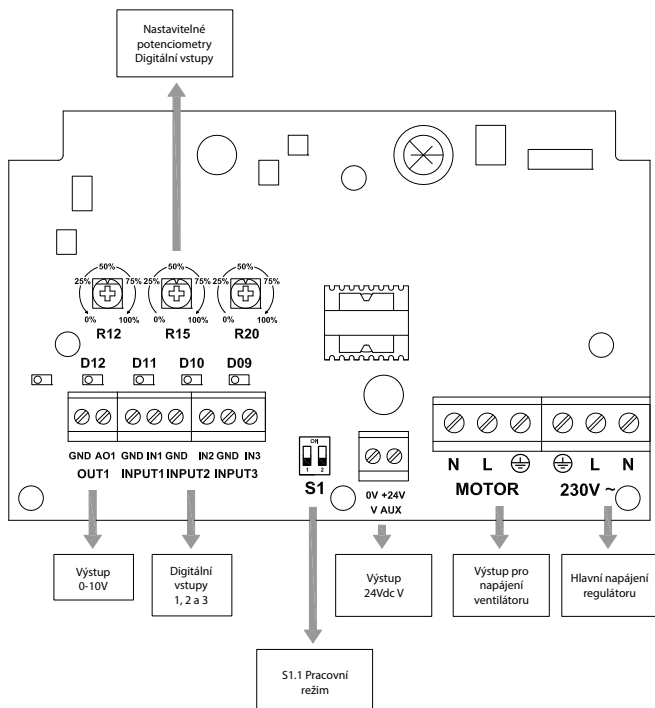 Nastavitelné
potenciometry
Digitální vstupy
50% 50% 50%
25% 75% 25% 75% 25% 75%
0% 100% 0% 100% 0% 100%
R12 R15 R20
D12 D11 D10 D09
ON
1 2
GND AO1 GND IN1 GND IN2 GND IN3
OUT1 INPUT1 INPUT2 INPUT3
S1
0V +24V
V AUX
N L L N
MOTOR 230V ~
Výstup
0-10V
Digitální
vstupy
1, 2 a 3
Výstup
24Vdc V
Výstup pro
napájení
ventilátoru
Hlavní napájení
regulátoru
S1.1 Pracovní
režim